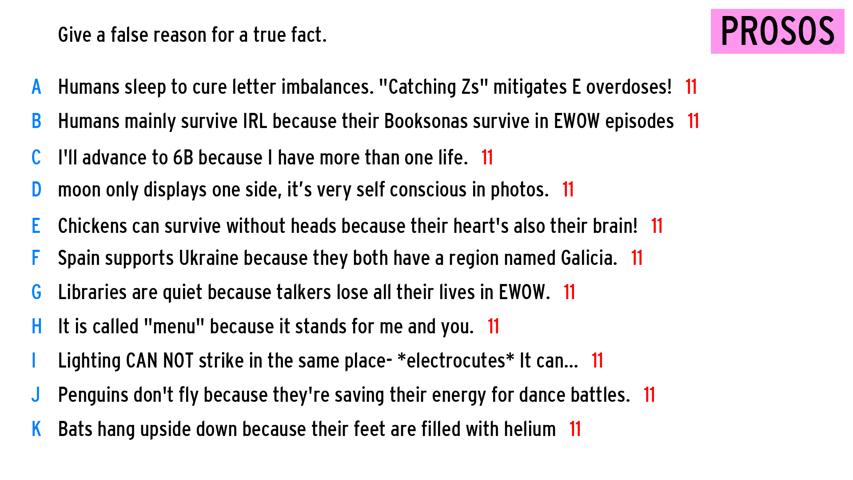 Give a false reason for a true fact.
PROSOS
A Humans sleep to cure letter imbalances. "Catching Zs" mitigates E overdoses! 11
B Humans mainly survive IRL because their Booksonas survive in EWOW episodes 11
C I'll advance to 6B because I have more than one life. 11
D moon only displays one side, it's very self conscious in photos. 11
E Chickens can survive without heads because their heart's also their brain! 11
F Spain supports Ukraine because they both have a region named Galicia. 11
G Libraries are quiet because talkers lose all their lives in EWOW. 11
H It is called "menu" because it stands for me and you. 11
I Lighting CAN NOT strike in the same place- *electrocutes* It can... 11
J Penguins don't fly because they're saving their energy for dance battles. 11
K Bats hang upside down because their feet are filled with helium 11